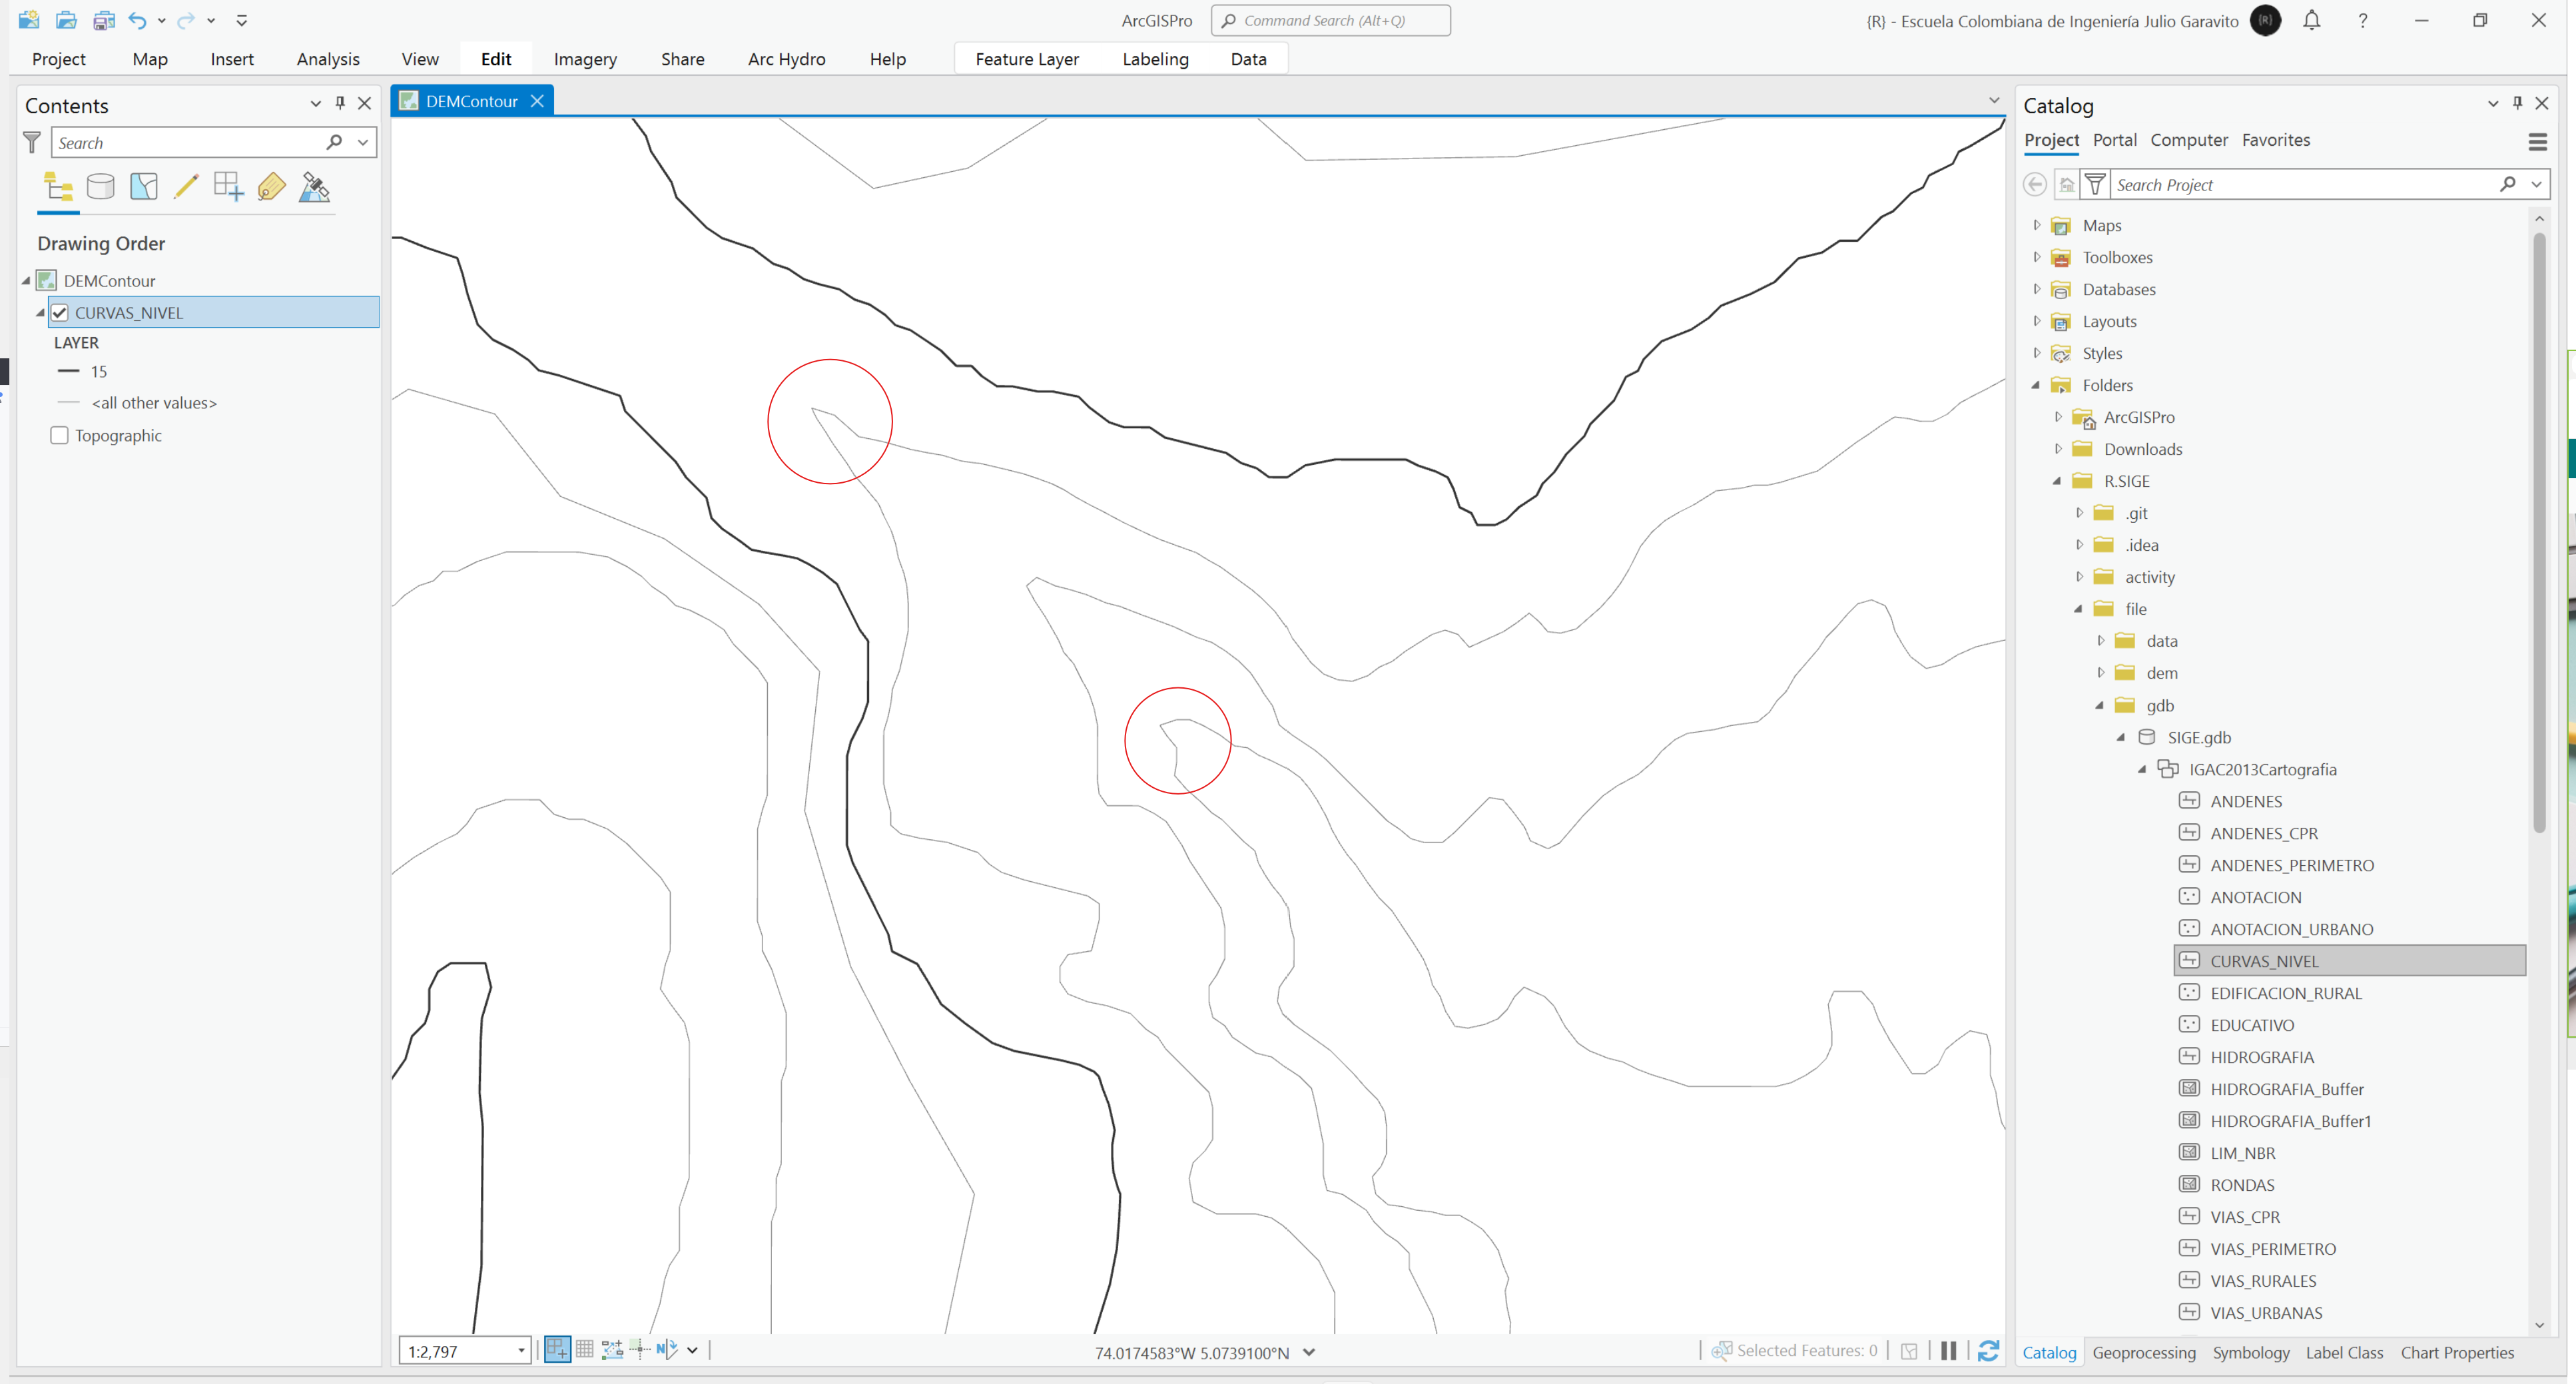 ArcGISPro
Command Search (Alt+Q)
{R} - Escuela Colombiana de Ingeniería Julio Garavito
{R}
?
Project Map Insert Analysis View Edit Imagery Share Arc Hydro Help Feature Layer Labeling Data
Contents
Search
Drawing Order
DEMContour
CURVAS_NIVEL
LAYER
15
<all other values>
Topographic
DEMContour
1:2,797
N
74.0174583°W 5.0739100°N
Selected Features: 0
Catalog
Project Portal Computer Favorites
Search Project
Maps
Toolboxes
Databases
Layouts
Styles
Folders
ArcGISPro
Downloads
R.SIGE
.git
.idea
activity
file
data
dem
gdb
SIGE.gdb
IGAC2013Cartografia
ANDENES
ANDENES_CPR
ANDENES_PERIMETRO
ANOTACION
ANOTACION_URBANO
CURVAS_NIVEL
EDIFICACION_RURAL
EDUCATIVO
HIDROGRAFIA
HIDROGRAFIA_Buffer
HIDROGRAFIA_Buffer1
LIM_NBR
RONDAS
VIAS_CPR
VIAS_PERIMETRO
VIAS_RURALES
VIAS_URBANAS
Catalog Geoprocessing Symbology Label Class Chart Properties